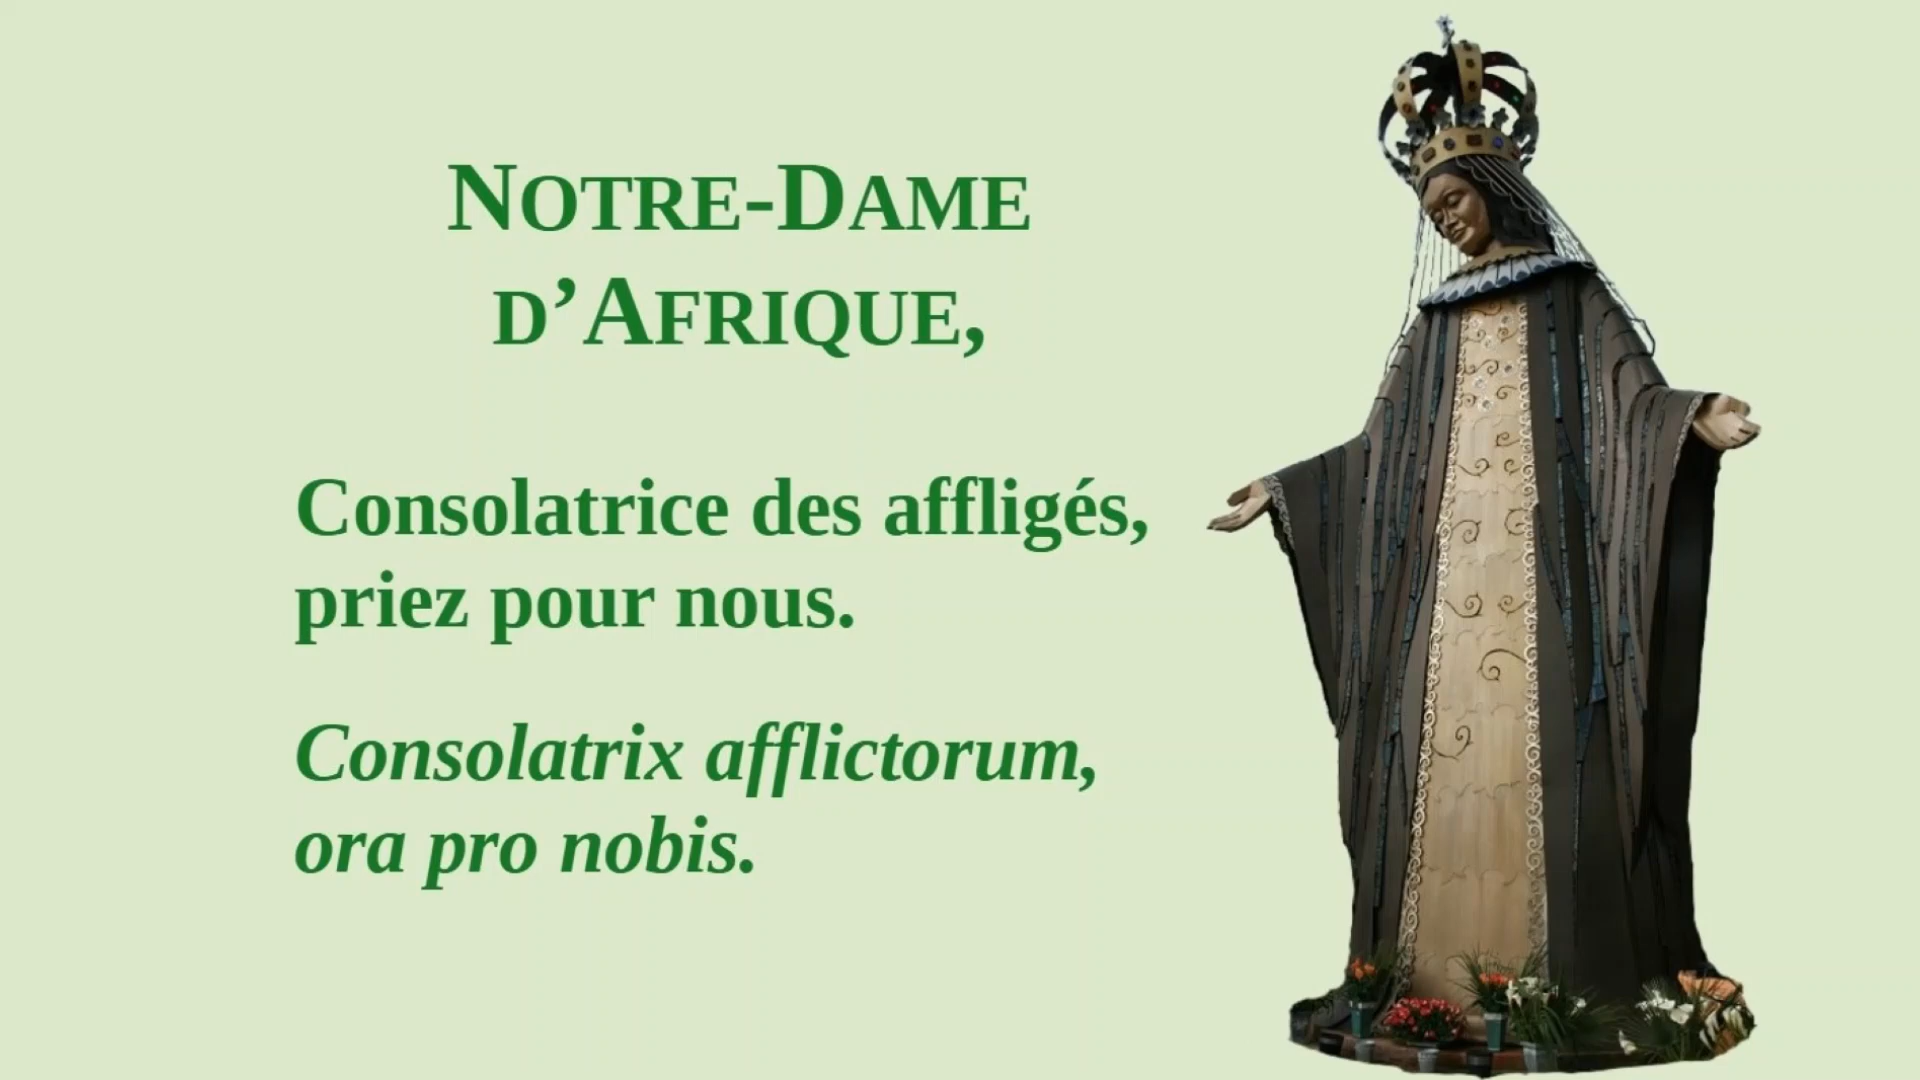 NOTRE-DAME
D’AFRIQUE,
Consolatrice des affligés,
priez pour nous.
Consolatrix afflictorum,
ora pro nobis.